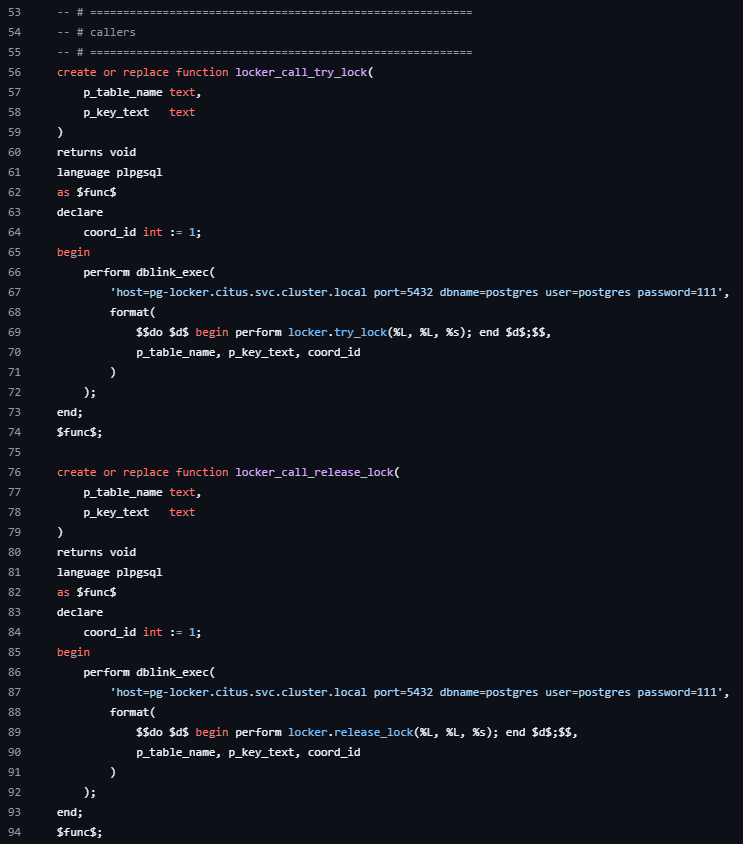 53 -- # ==========================================================
54 -- # callers
55 -- # ==========================================================
56 create or replace function locker_call_try_lock(
57     p_table_name text,
58     p_key_text   text
59 )
60 returns void
61 language plpgsql
62 as $func$
63 declare
64     coord_id int := 1;
65 begin
66     perform dblink_exec(
67         'host=pg-locker.citus.svc.cluster.local port=5432 dbname=postgres user=postgres password=111',
68         format(
69             $$do $d$ begin perform locker.try_lock(%L, %L, %s); end $d$;$$,
70             p_table_name, p_key_text, coord_id
71         )
72     );
73 end;
74 $func$;
75
76 create or replace function locker_call_release_lock(
77     p_table_name text,
78     p_key_text   text
79 )
80 returns void
81 language plpgsql
82 as $func$
83 declare
84     coord_id int := 1;
85 begin
86     perform dblink_exec(
87         'host=pg-locker.citus.svc.cluster.local port=5432 dbname=postgres user=postgres password=111',
88         format(
89             $$do $d$ begin perform locker.release_lock(%L, %L, %s); end $d$;$$,
90             p_table_name, p_key_text, coord_id
91         )
92     );
93 end;
94 $func$;